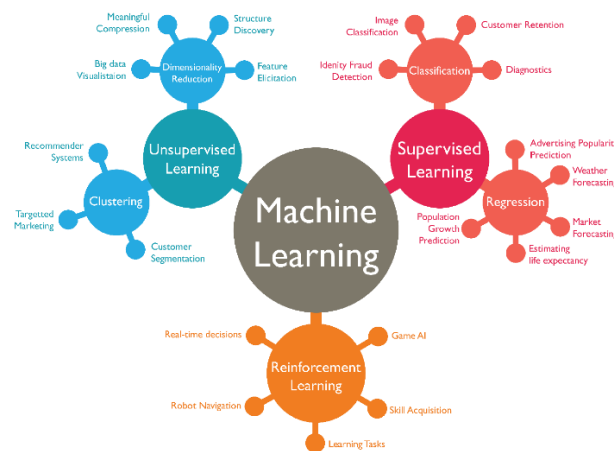 Meaningful
Compression
Structure
Discovery
Big data
Visualistaion
Dimensionality
Reduction
Feature
Elicitation
Unsupervised
Learning
Recommender
Systems
Clustering
Targetted
Marketing
Customer
Segmentation
Machine
Learning
Image
Classification
Customer Retention
Idenity Fraud
Detection
Classification
Diagnostics
Supervised
Learning
Advertising Popularity
Prediction
Weather
Forecasting
Regression
Population
Growth
Prediction
Market
Forecasting
Estimating
life expectancy
Real-time decisions
Game AI
Reinforcement
Learning
Robot Navigation
Skill Acquisition
Learning Tasks